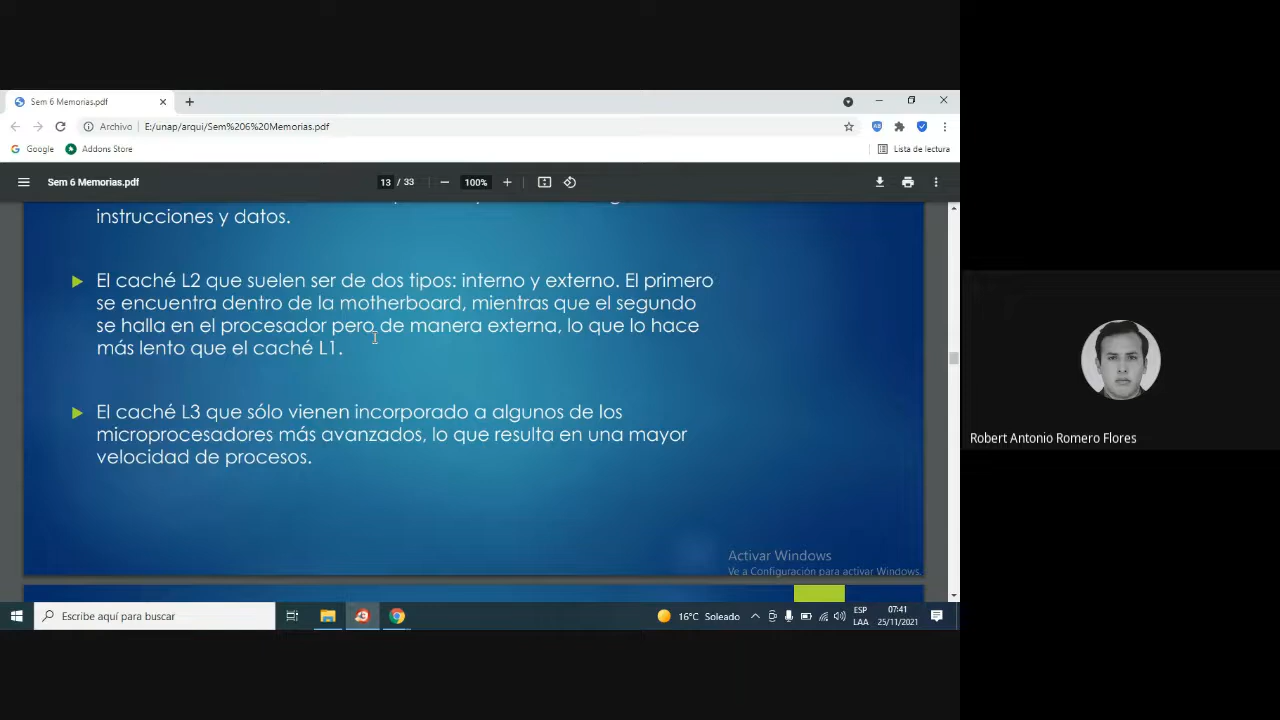 Sem 6 Memorias.pdf
Archivo E:/unap/arqui/Sem%206%20Memorias.pdf
Google Addons Store Lista de lectura
Sem 6 Memorias.pdf 13 / 33 100%
instrucciones y datos.
El caché L2 que suelen ser de dos tipos: interno y externo. El primero
se encuentra dentro de la motherboard, mientras que el segundo
se halla en el procesador pero de manera externa, lo que lo hace
más lento que el caché L1.
El caché L3 que sólo vienen incorporado a algunos de los
microprocesadores más avanzados, lo que resulta en una mayor
velocidad de procesos.
Robert Antonio Romero Flores
Activar Windows
Ve a Configuración para activar Windows.
Escribe aquí para buscar
16°C Soleado
ESP
LAA
07:41
25/11/2021